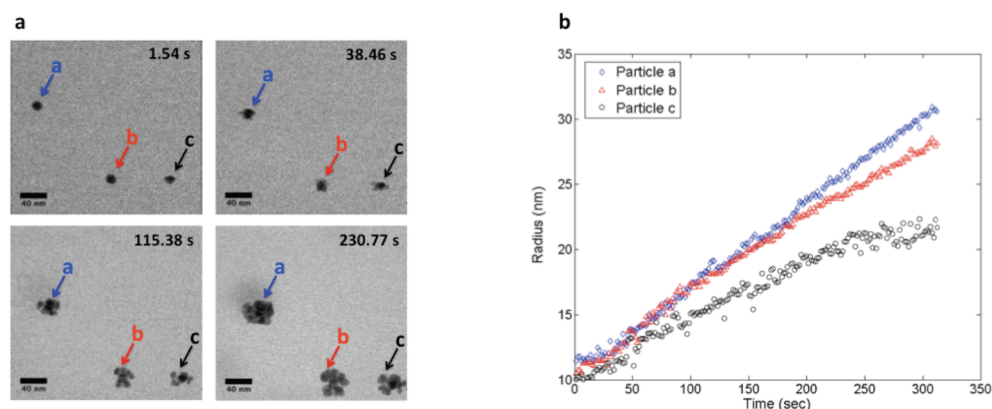 a
1.54 s
a
b
c
40 nm
38.46 s
a
b
c
40 nm
115.38 s
a
b
c
40 nm
230.77 s
a
b
c
40 nm
b
35
30
25
20
15
10
Radius (nm)
Particle a
Particle b
Particle c
0
50
100
150
200
250
300
350
Time (sec)